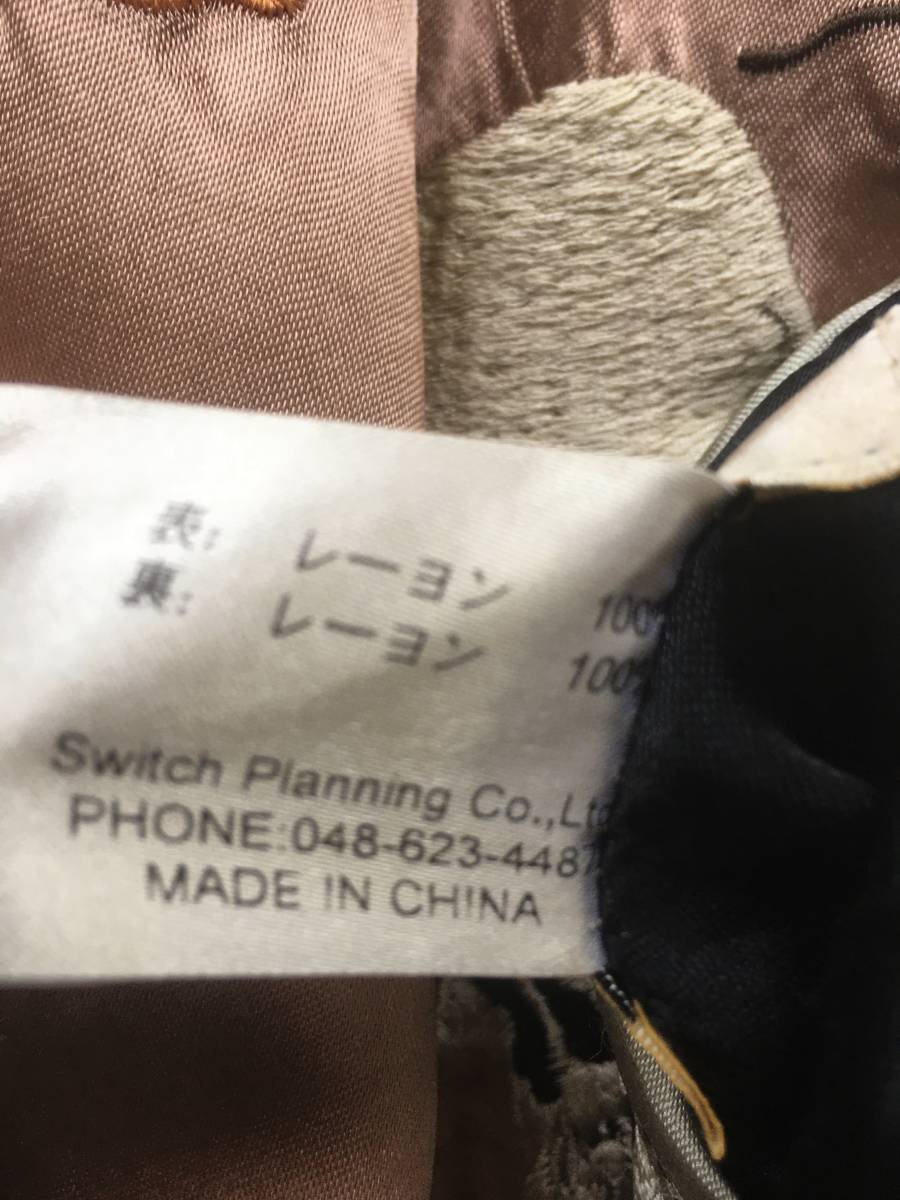 表: レーヨン 100%
裏: レーヨン 100%
Switch Planning Co.,Ltd
PHONE:048-623-4487
MADE IN CHINA